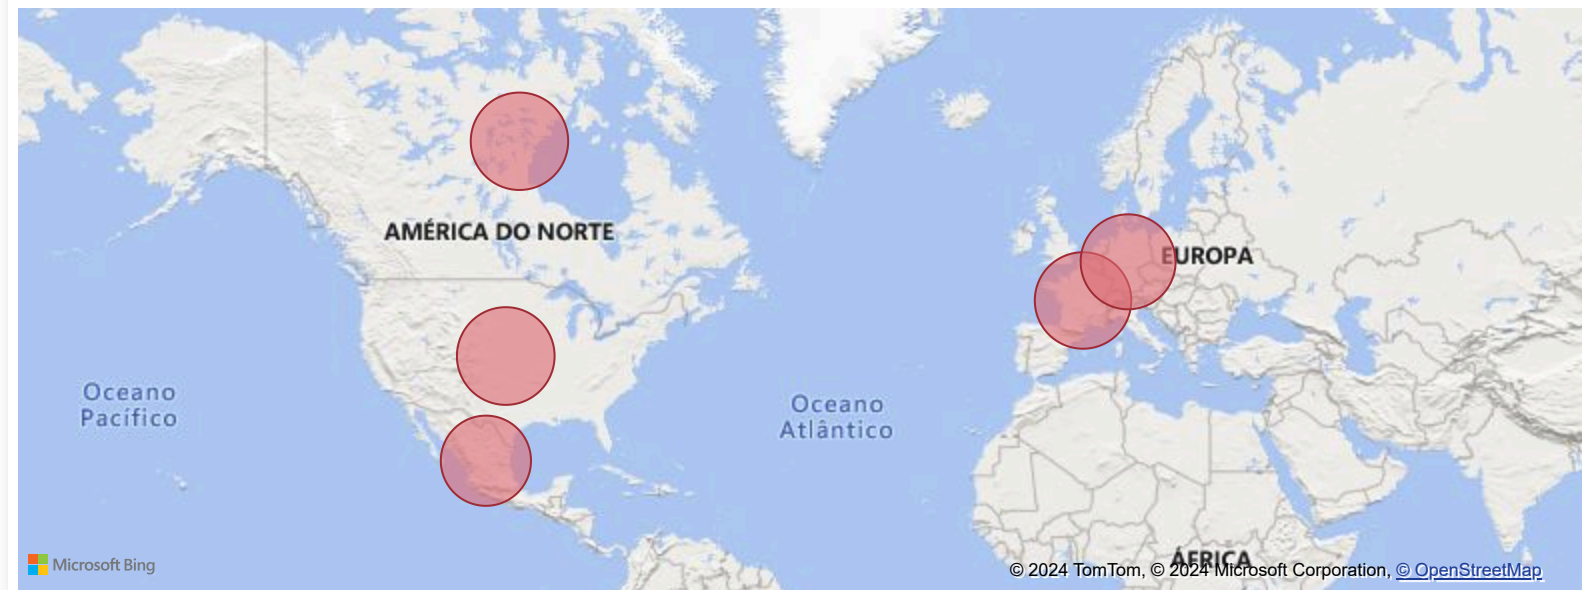 AMÉRICA DO NORTE
EUROPA
Oceano
Pacífico
Oceano
Atlântico
ÁFRICA
Microsoft Bing
© 2024 TomTom, © 2024 Microsoft Corporation, © OpenStreetMap